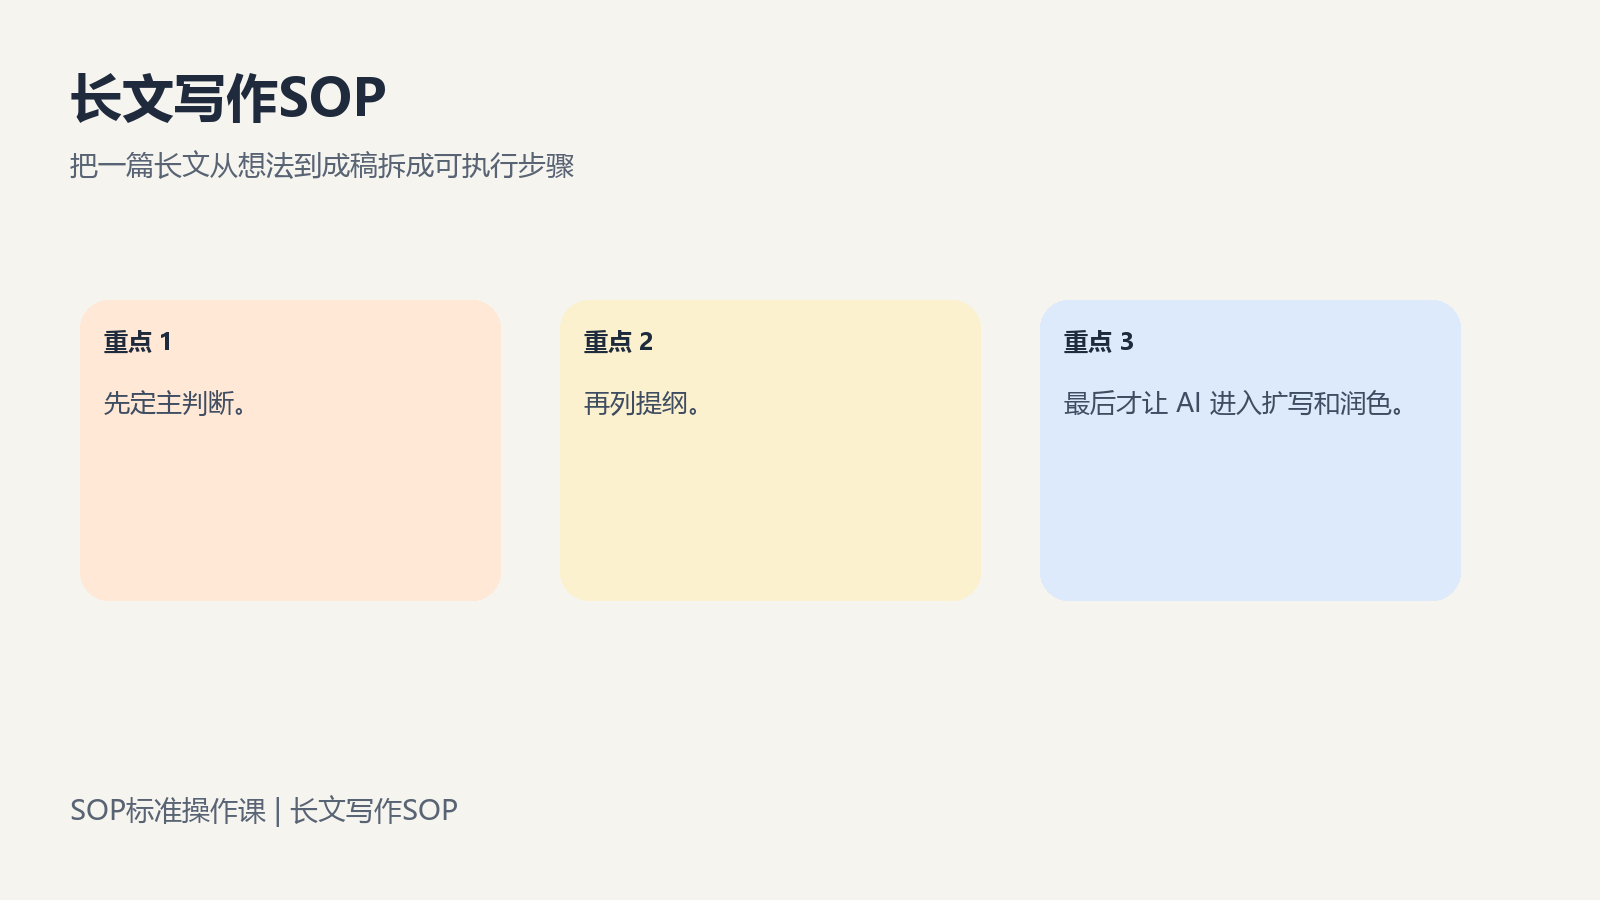 长文写作SOP
把一篇长文从想法到成稿拆成可执行步骤
重点 1
先定主判断。
重点 2
再列提纲。
重点 3
最后才让 AI 进入扩写和润色。
SOP标准操作课 | 长文写作SOP